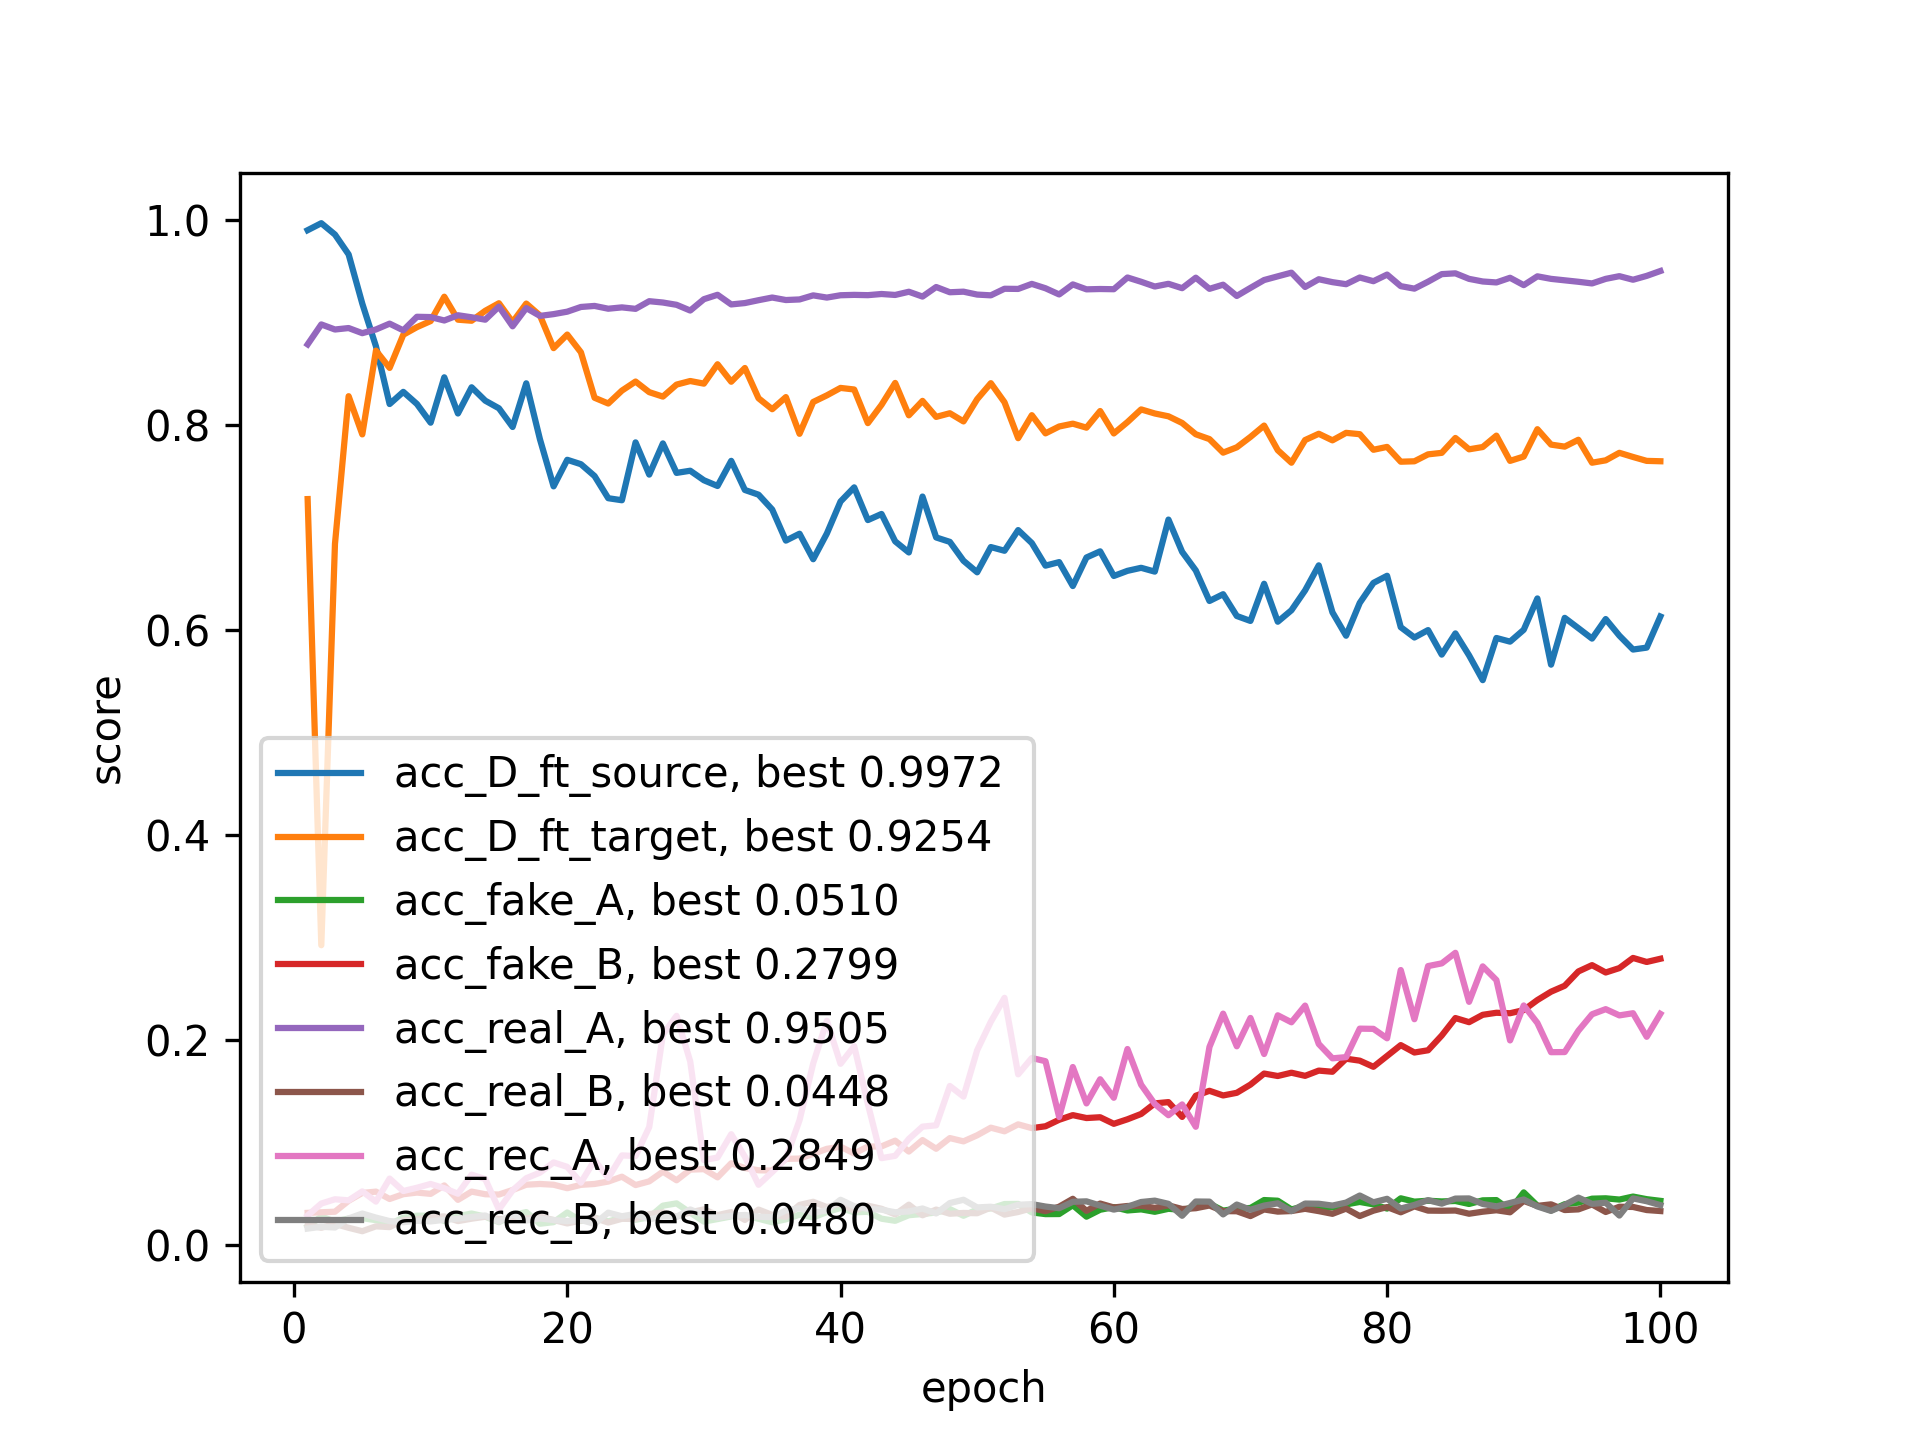 1.0
0.8
0.6
0.4
0.2
0.0
score
acc_D_ft_source, best 0.9972
acc_D_ft_target, best 0.9254
acc_fake_A, best 0.0510
acc_fake_B, best 0.2799
acc_real_A, best 0.9505
acc_real_B, best 0.0448
acc_rec_A, best 0.2849
acc_rec_B, best 0.0480
0 20 40 60 80 100
epoch